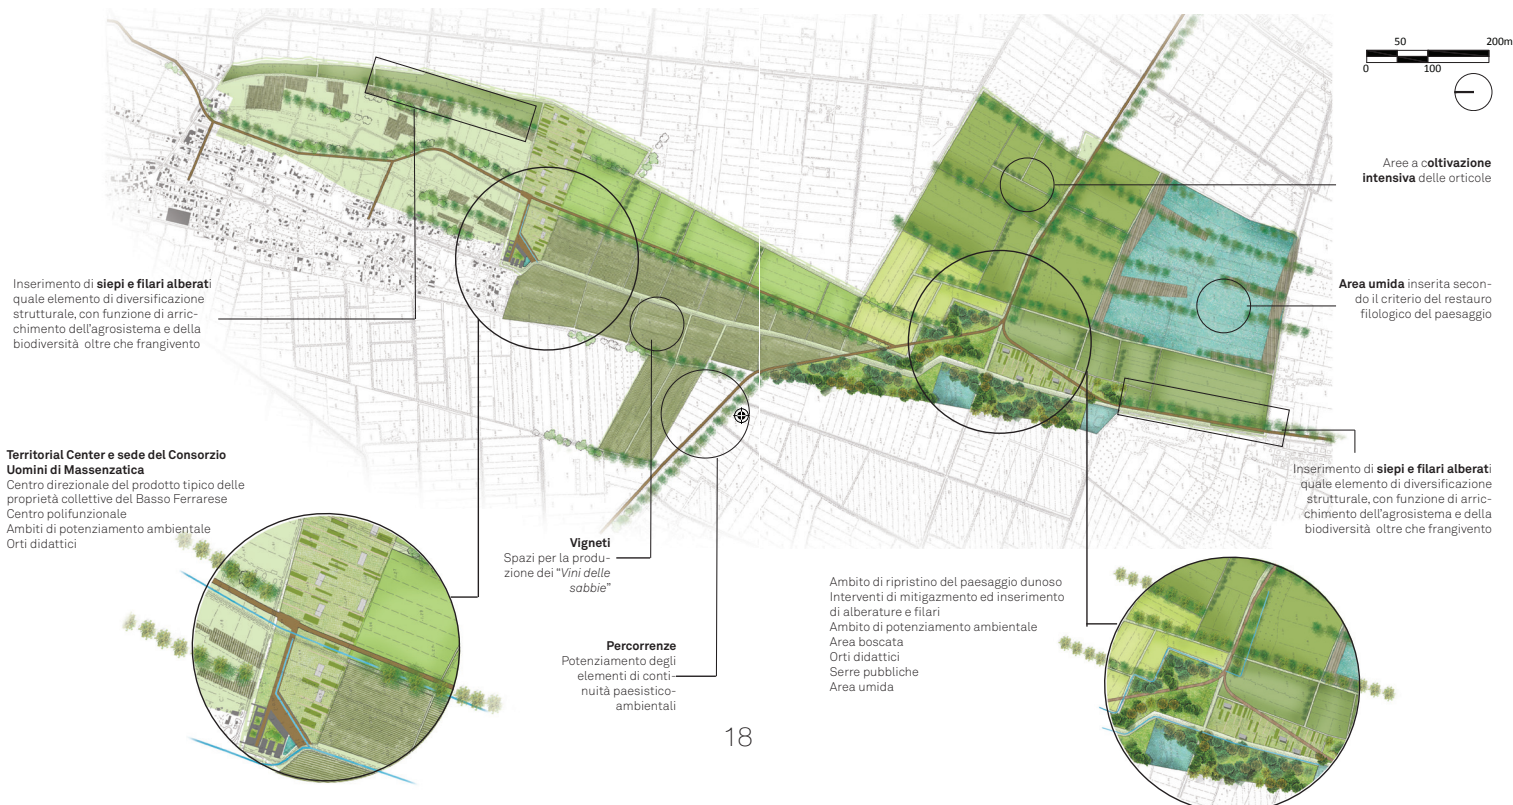 50
200m
0
100
Aree a coltivazione
intensiva delle orticole
Area umida inserita secon-
do il criterio del restauro
filologico del paesaggio
Inserimento di siepi e filari alberati
quale elemento di diversificazione
strutturale, con funzione di arric-
chimento dell'agrosistema e della
biodiversità oltre che frangivento
Territorial Center e sede del Consorzio
Uomini di Massenzatica
Centro direzionale del prodotto tipico delle
proprietà collettive del Basso Ferrarese
Centro polifunzionale
Ambiti di potenziamento ambientale
Orti didattici
Vigneti
Spazi per la produ-
zione dei "Vini delle
sabbie"
Percorrenze
Potenziamento degli
elementi di conti-
nuità paesistico-
ambientali
Ambito di ripristino del paesaggio dunoso
Interventi di mitigazmento ed inserimento
di alberature e filari
Ambito di potenziamento ambientale
Area boscata
Orti didattici
Serre pubbliche
Area umida
Inserimento di siepi e filari alberati
quale elemento di diversificazione
strutturale, con funzione di arric-
chimento dell'agrosistema e della
biodiversità oltre che frangivento
18